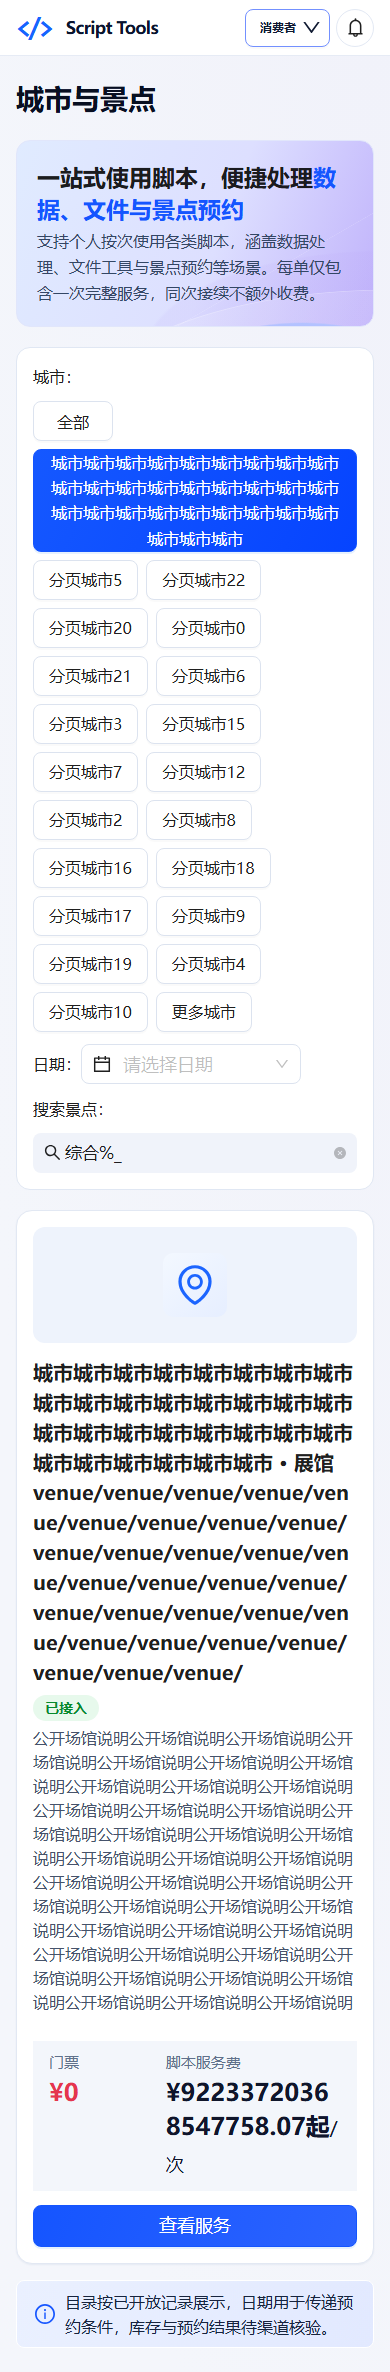 Script Tools
消费者
城市与景点
一站式使用脚本，便捷处理数
据、文件与景点预约
支持个人按次使用各类脚本，涵盖数据处
理、文件工具与景点预约等场景。每单仅包
含一次完整服务，同次接续不额外收费。
城市：
全部
城市城市城市城市城市城市城市城市城市
城市城市城市城市城市城市城市城市城市
城市城市城市城市城市城市城市城市城市
城市城市城市
分页城市5 分页城市22
分页城市20 分页城市0
分页城市21 分页城市6
分页城市3 分页城市15
分页城市7 分页城市12
分页城市2 分页城市8
分页城市16 分页城市18
分页城市17 分页城市9
分页城市19 分页城市4
分页城市10 更多城市
日期： 请选择日期
搜索景点：
综合%_
城市城市城市城市城市城市城市城市
城市城市城市城市城市城市城市城市
城市城市城市城市城市城市城市城市
城市城市城市城市城市城市・展馆
venue/venue/venue/venue/ven
ue/venue/venue/venue/venue/
venue/venue/venue/venue/ven
ue/venue/venue/venue/venue/
venue/venue/venue/venue/ven
ue/venue/venue/venue/venue/
venue/venue/venue/
已接入
公开场馆说明公开场馆说明公开场馆说明公开
场馆说明公开场馆说明公开场馆说明公开场馆
说明公开场馆说明公开场馆说明公开场馆说明
公开场馆说明公开场馆说明公开场馆说明公开
场馆说明公开场馆说明公开场馆说明公开场馆
说明公开场馆说明公开场馆说明公开场馆说明
公开场馆说明公开场馆说明公开场馆说明公开
场馆说明公开场馆说明公开场馆说明公开场馆
说明公开场馆说明公开场馆说明公开场馆说明
公开场馆说明公开场馆说明公开场馆说明公开
场馆说明公开场馆说明公开场馆说明公开场馆
说明公开场馆说明公开场馆说明公开场馆说明
门票 脚本服务费
¥0 ¥9223372036
8547758.07起/
次
查看服务
目录按已开放记录展示，日期用于传递预
约条件，库存与预约结果待渠道核验。